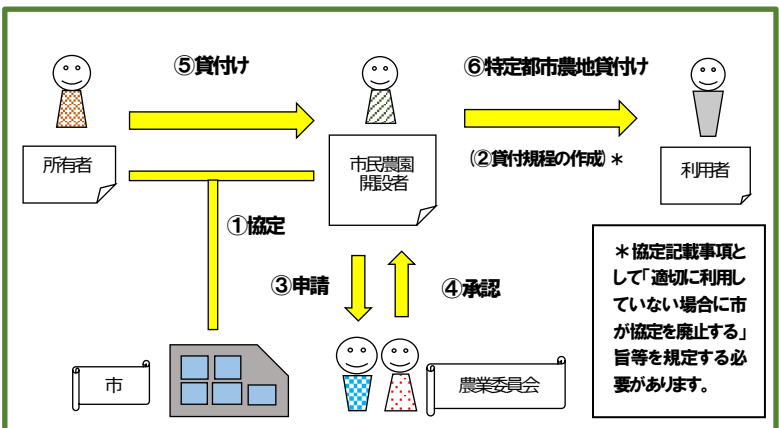 ⑤貸付け
⑥特定都市農地貸付け
(②貸付規程の作成)＊
所有者
市民農園
開設者
利用者
①協定
③申請
④承認
＊協定記載事項と
して「適切に利用し
ていない場合に市
が協定を廃止する」
旨等を規定する必
要があります。
市
農業委員会